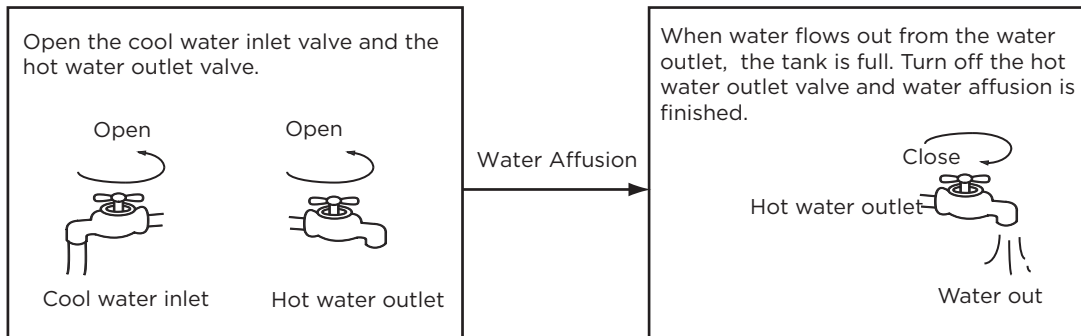 Open the cool water inlet valve and the
hot water outlet valve.
Open
Open
Cool water inlet
Hot water outlet
Water Affusion
When water flows out from the water
outlet,  the tank is full. Turn off the hot
water outlet valve and water affusion is
finished.
Close
Hot water outlet
Water out